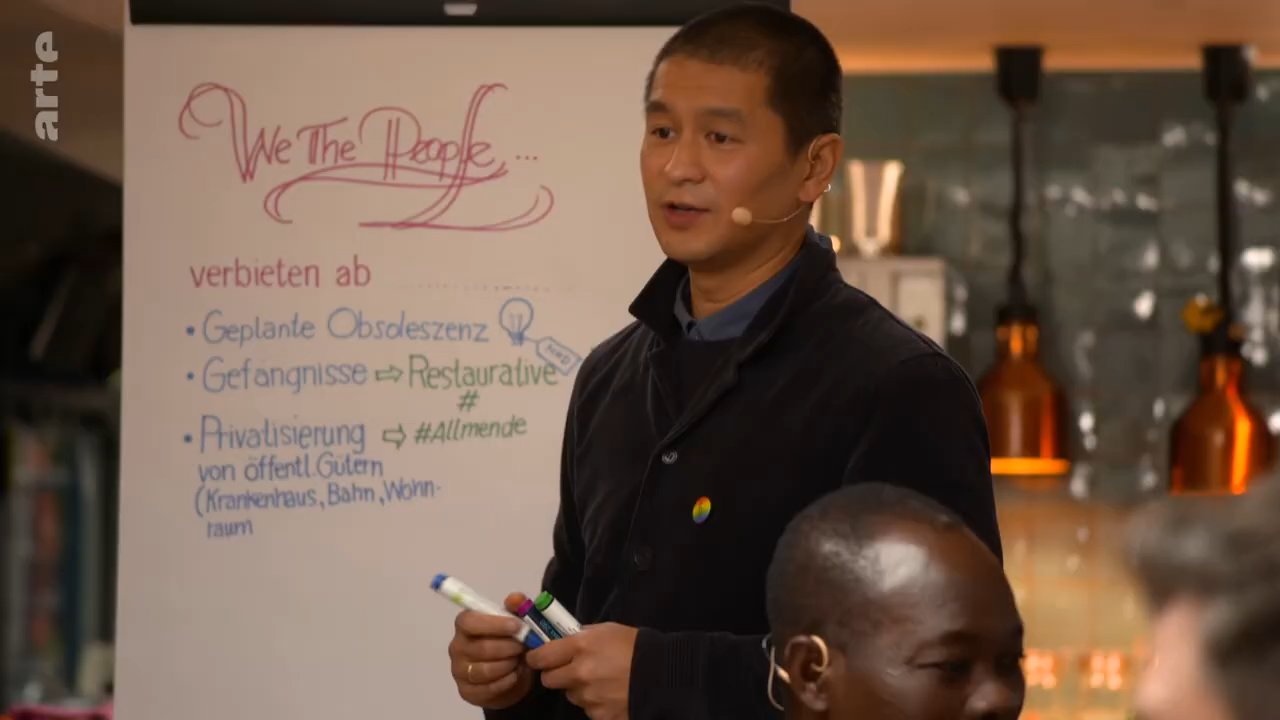 arte
We The People...
verbieten ab ..................
• Geplante Obsoleszenz
• Gefängnisse ⇨ Restaurative
#
• Privatisierung ⇨ #Allmende
von öffentl. Gütern
(Krankenhaus, Bahn, Wohn-
raum